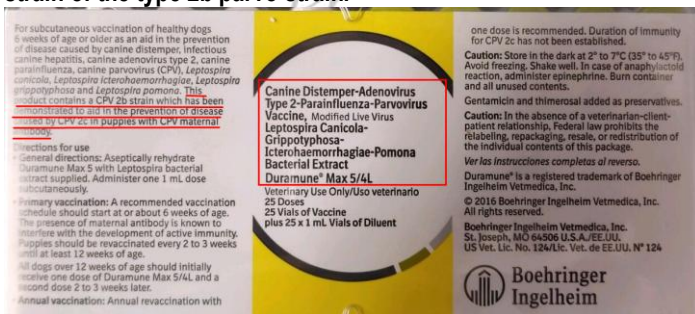 strain of the type 2b parvo strain.
For subcutaneous vaccination of healthy dogs
6 weeks of age or older as an aid in the prevention
of disease caused by canine distemper, infectious
canine hepatitis, canine adenovirus type 2, canine
parainfluenza, canine parvovirus (CPV), Leptospira
canicola, Leptospira icterohaemorrhagiae, Leptospira
grippotyphosa and Leptospira pomona. This
product contains a CPV 2b strain which has been
demonstrated to aid in the prevention of disease
caused by CPV 2c in puppies with CPV maternal
antibody.
Directions for use
• General directions: Aseptically rehydrate
Duramune Max 5 with Leptospira bacterial
extract supplied. Administer one 1 mL dose
subcutaneously.
• Primary vaccination: A recommended vaccination
schedule should start at or about 6 weeks of age.
The presence of maternal antibody is known to
interfere with the development of active immunity.
Puppies should be revaccinated every 2 to 3 weeks
until at least 12 weeks of age.
All dogs over 12 weeks of age should initially
receive one dose of Duramune Max 5/4L and a
second dose 2 to 3 weeks later.
• Annual vaccination: Annual revaccination with
Canine Distemper-Adenovirus
Type 2-Parainfluenza-Parvovirus
Vaccine, Modified Live Virus
Leptospira Canicola-
Grippotyphosa-
Icterohaemorrhagiae-Pomona
Bacterial Extract
Duramune® Max 5/4L
Veterinary Use Only/Uso veterinario
25 Doses
25 Vials of Vaccine
plus 25 x 1 mL Vials of Diluent
one dose is recommended. Duration of immunity
for CPV 2c has not been established.
Caution: Store in the dark at 2° to 7°C (35° to 45°F).
Avoid freezing. Shake well. In case of anaphylactoid
reaction, administer epinephrine. Burn container
and all unused contents.
Gentamicin and thimerosal added as preservatives.
Caution: In the absence of a veterinarian-client-
patient relationship, Federal law prohibits the
relabeling, repackaging, resale, or redistribution of
the individual contents of this package.
Ver las instrucciones completas al reverso.
Duramune® is a registered trademark of Boehringer
Ingelheim Vetmedica, Inc.
© 2016 Boehringer Ingelheim Vetmedica, Inc.
All rights reserved.
Boehringer Ingelheim Vetmedica, Inc.
St. Joseph, MO 64506 U.S.A./EE.UU.
US Vet. Lic. No. 124/Lic. Vet. de EE.UU. N° 124
Boehringer
Ingelheim